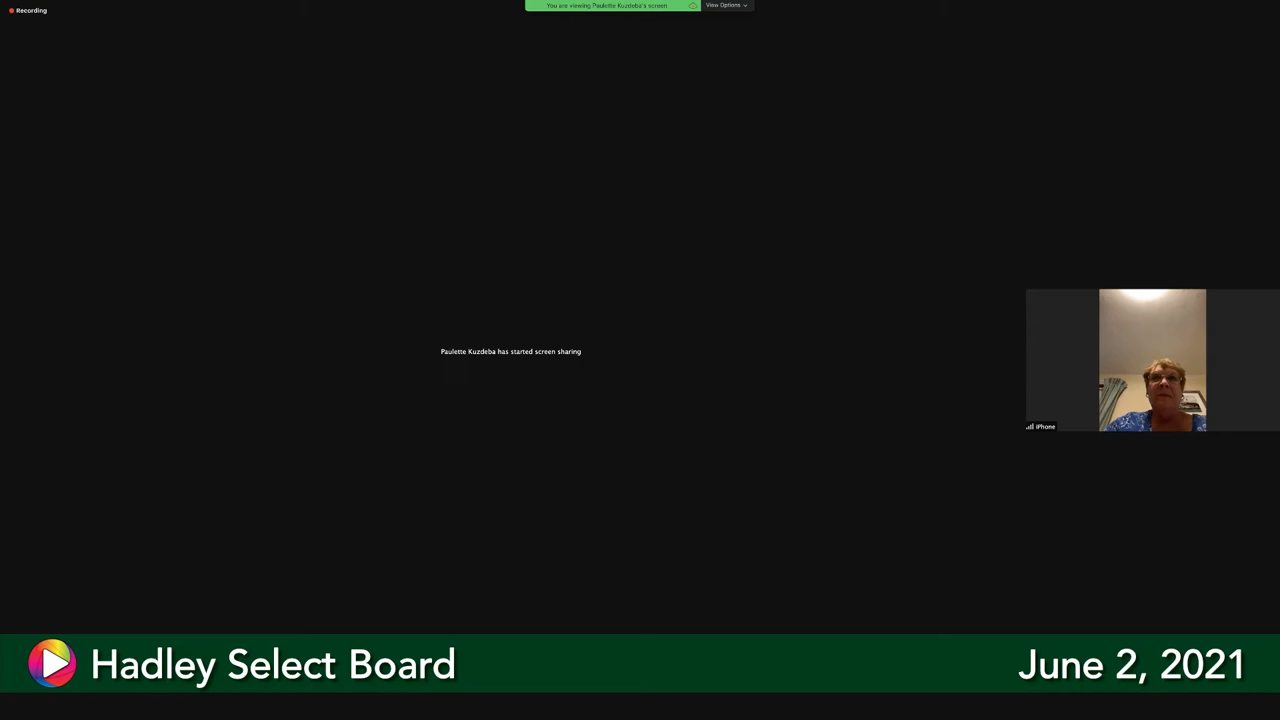 Recording
You are viewing Paulette Kuzdeba's screen
View Options
Paulette Kuzdeba has started screen sharing
iPhone
Hadley Select Board
June 2, 2021